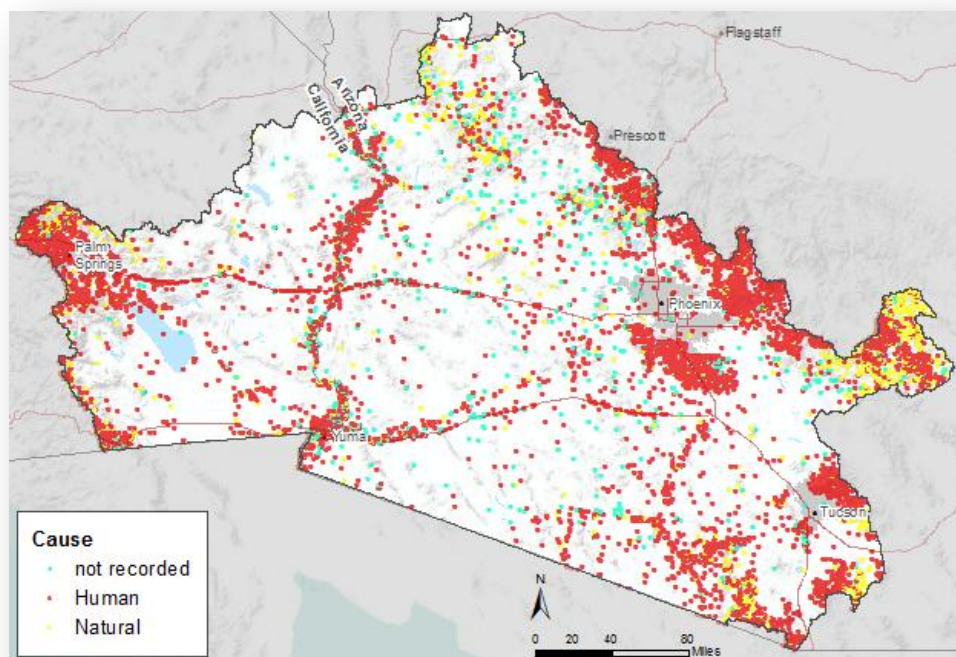 Flagstaff
Arizona
California
Prescott
Palm
Springs
Phoenix
Yuma
Tucson
Cause
not recorded
Human
Natural
N
0 20 40 80
Miles